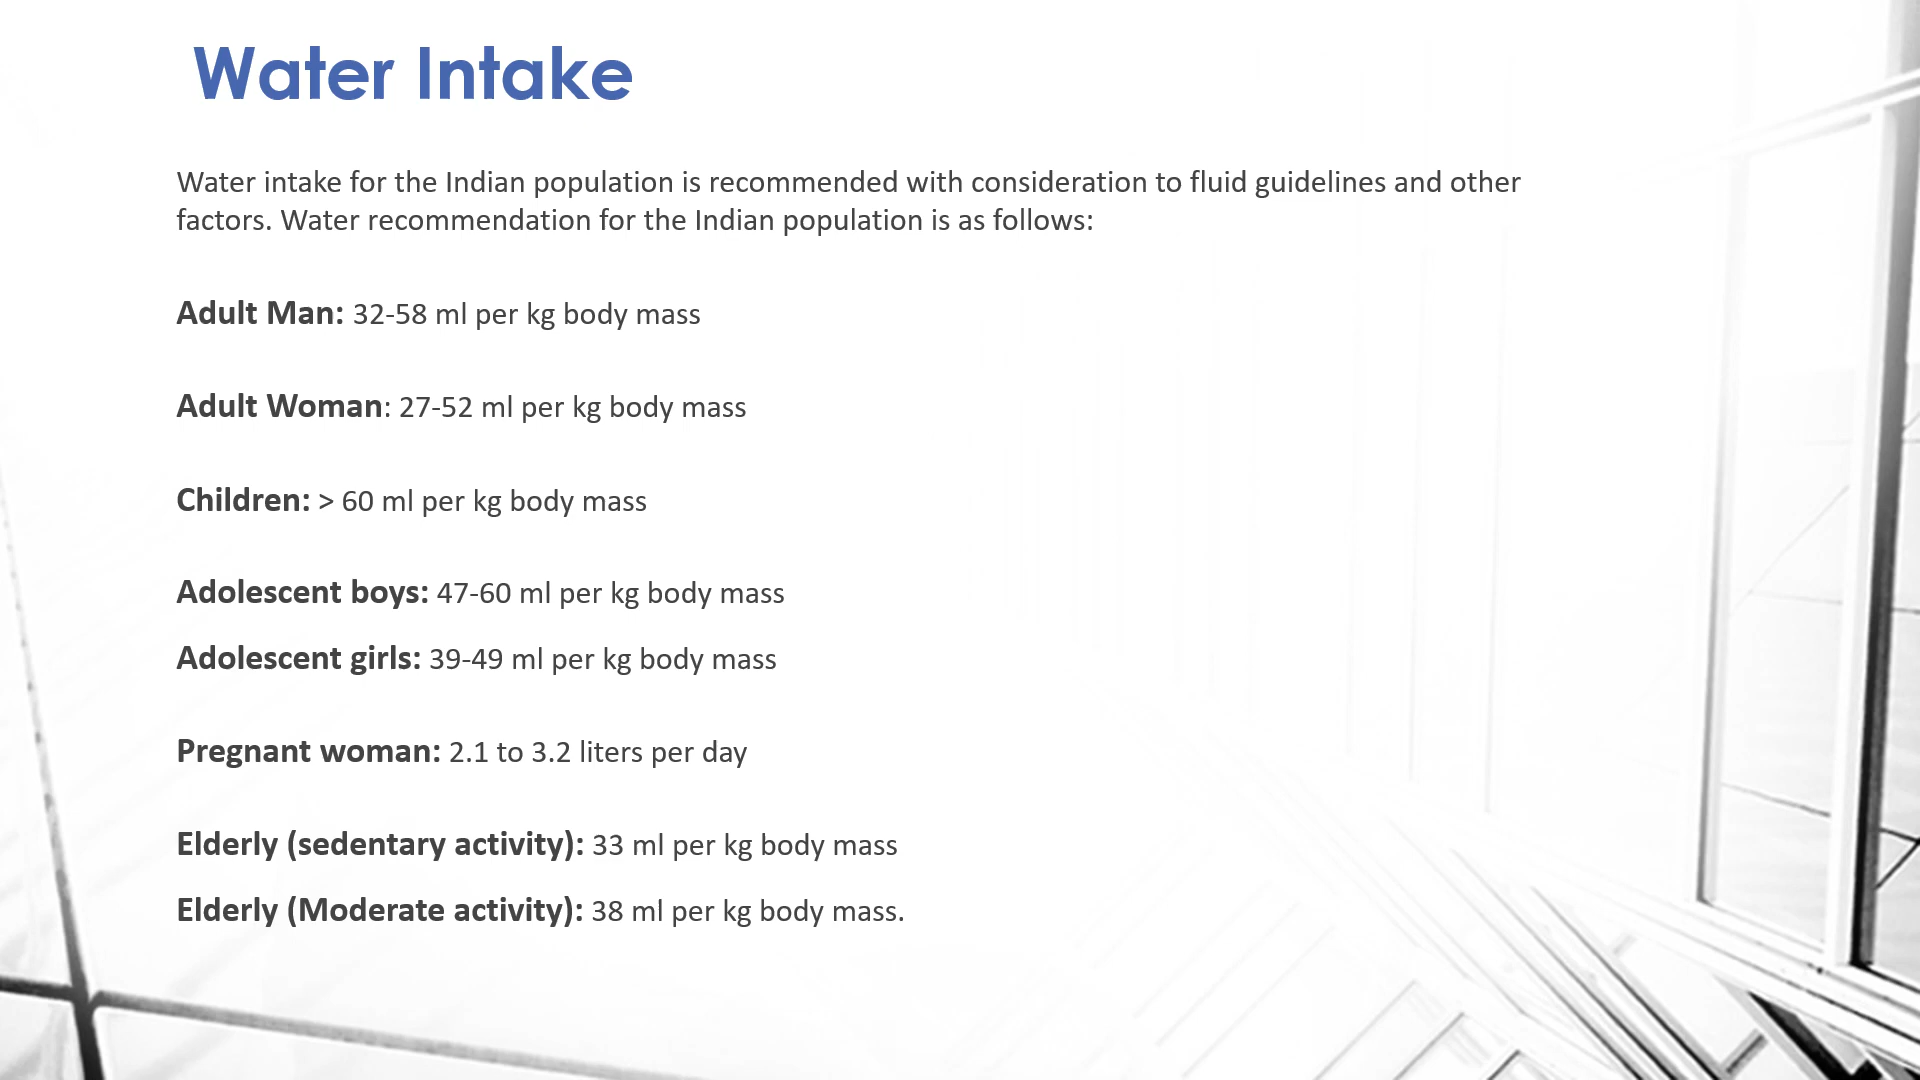 Water Intake
Water intake for the Indian population is recommended with consideration to fluid guidelines and other
factors. Water recommendation for the Indian population is as follows:
Adult Man: 32-58 ml per kg body mass
Adult Woman: 27-52 ml per kg body mass
Children: > 60 ml per kg body mass
Adolescent boys: 47-60 ml per kg body mass
Adolescent girls: 39-49 ml per kg body mass
Pregnant woman: 2.1 to 3.2 liters per day
Elderly (sedentary activity): 33 ml per kg body mass
Elderly (Moderate activity): 38 ml per kg body mass.